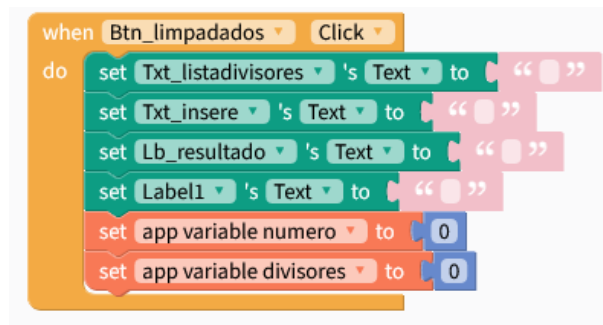 when Btn_limpadados Click
do set Txt_listadivisores 's Text to “ ”
set Txt_insere 's Text to “ ”
set Lb_resultado 's Text to “ ”
set Label1 's Text to “ ”
set app variable numero to 0
set app variable divisores to 0